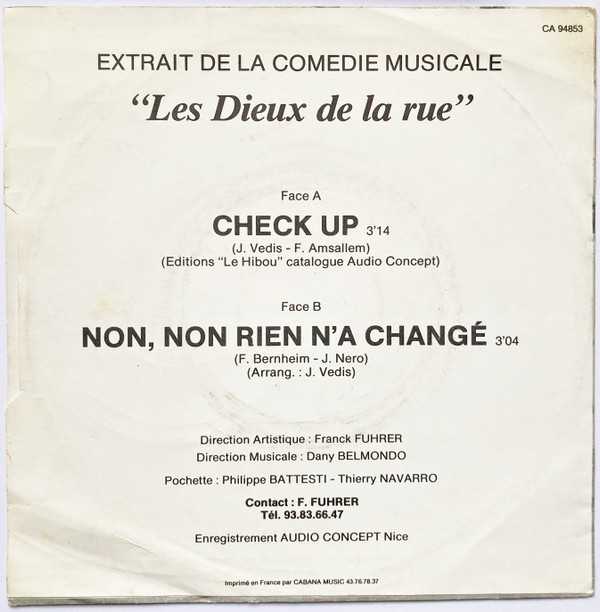 CA 94853
EXTRAIT DE LA COMEDIE MUSICALE
“Les Dieux de la rue”
Face A
CHECK UP 3'14
(J. Vedis - F. Amsallem)
(Editions “Le Hibou” catalogue Audio Concept)
Face B
NON, NON RIEN N'A CHANGÉ 3'04
(F. Bernheim - J. Nero)
(Arrang. : J. Vedis)
Direction Artistique : Franck FUHRER
Direction Musicale : Dany BELMONDO
Pochette : Philippe BATTESTI - Thierry NAVARRO
Contact : F. FUHRER
Tél. 93.83.66.47
Enregistrement AUDIO CONCEPT Nice
Imprimé en France par CABANA MUSIC 43.76.78.37